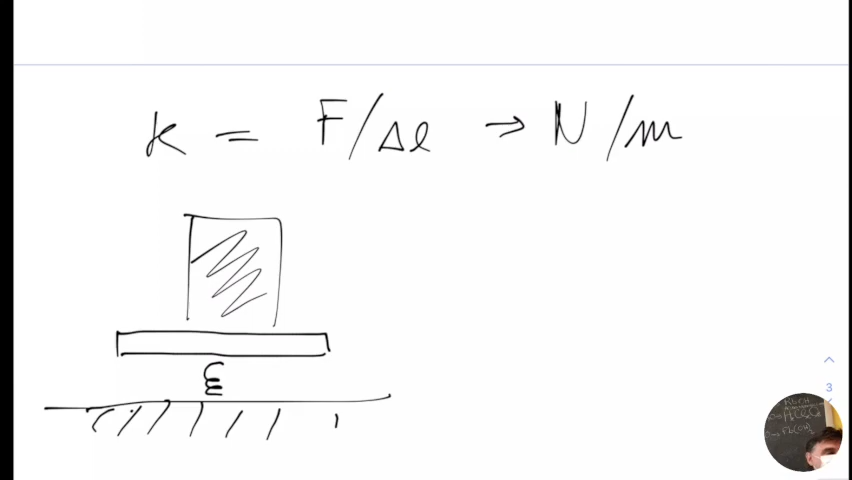 k = F/Δl → N/m
3